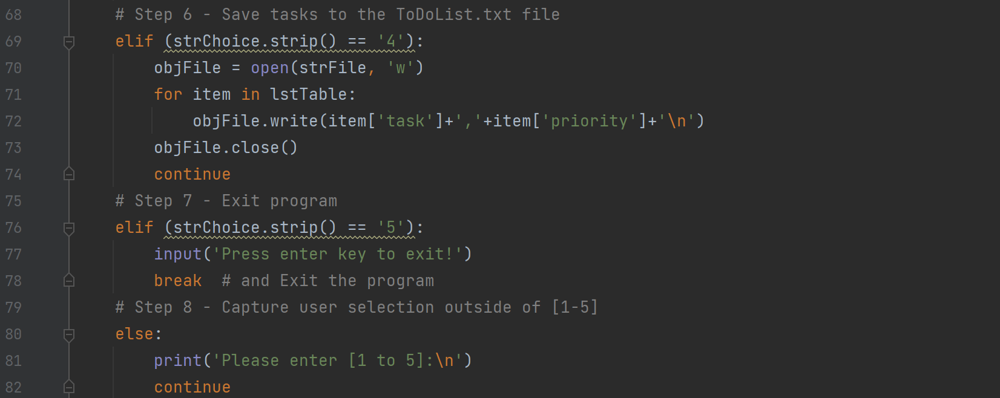 68 # Step 6 - Save tasks to the ToDoList.txt file
69 elif (strChoice.strip() == '4'):
70 objFile = open(strFile, 'w')
71 for item in lstTable:
72 objFile.write(item['task']+','+item['priority']+'\n')
73 objFile.close()
74 continue
75 # Step 7 - Exit program
76 elif (strChoice.strip() == '5'):
77 input('Press enter key to exit!')
78 break  # and Exit the program
79 # Step 8 - Capture user selection outside of [1-5]
80 else:
81 print('Please enter [1 to 5]:\n')
82 continue